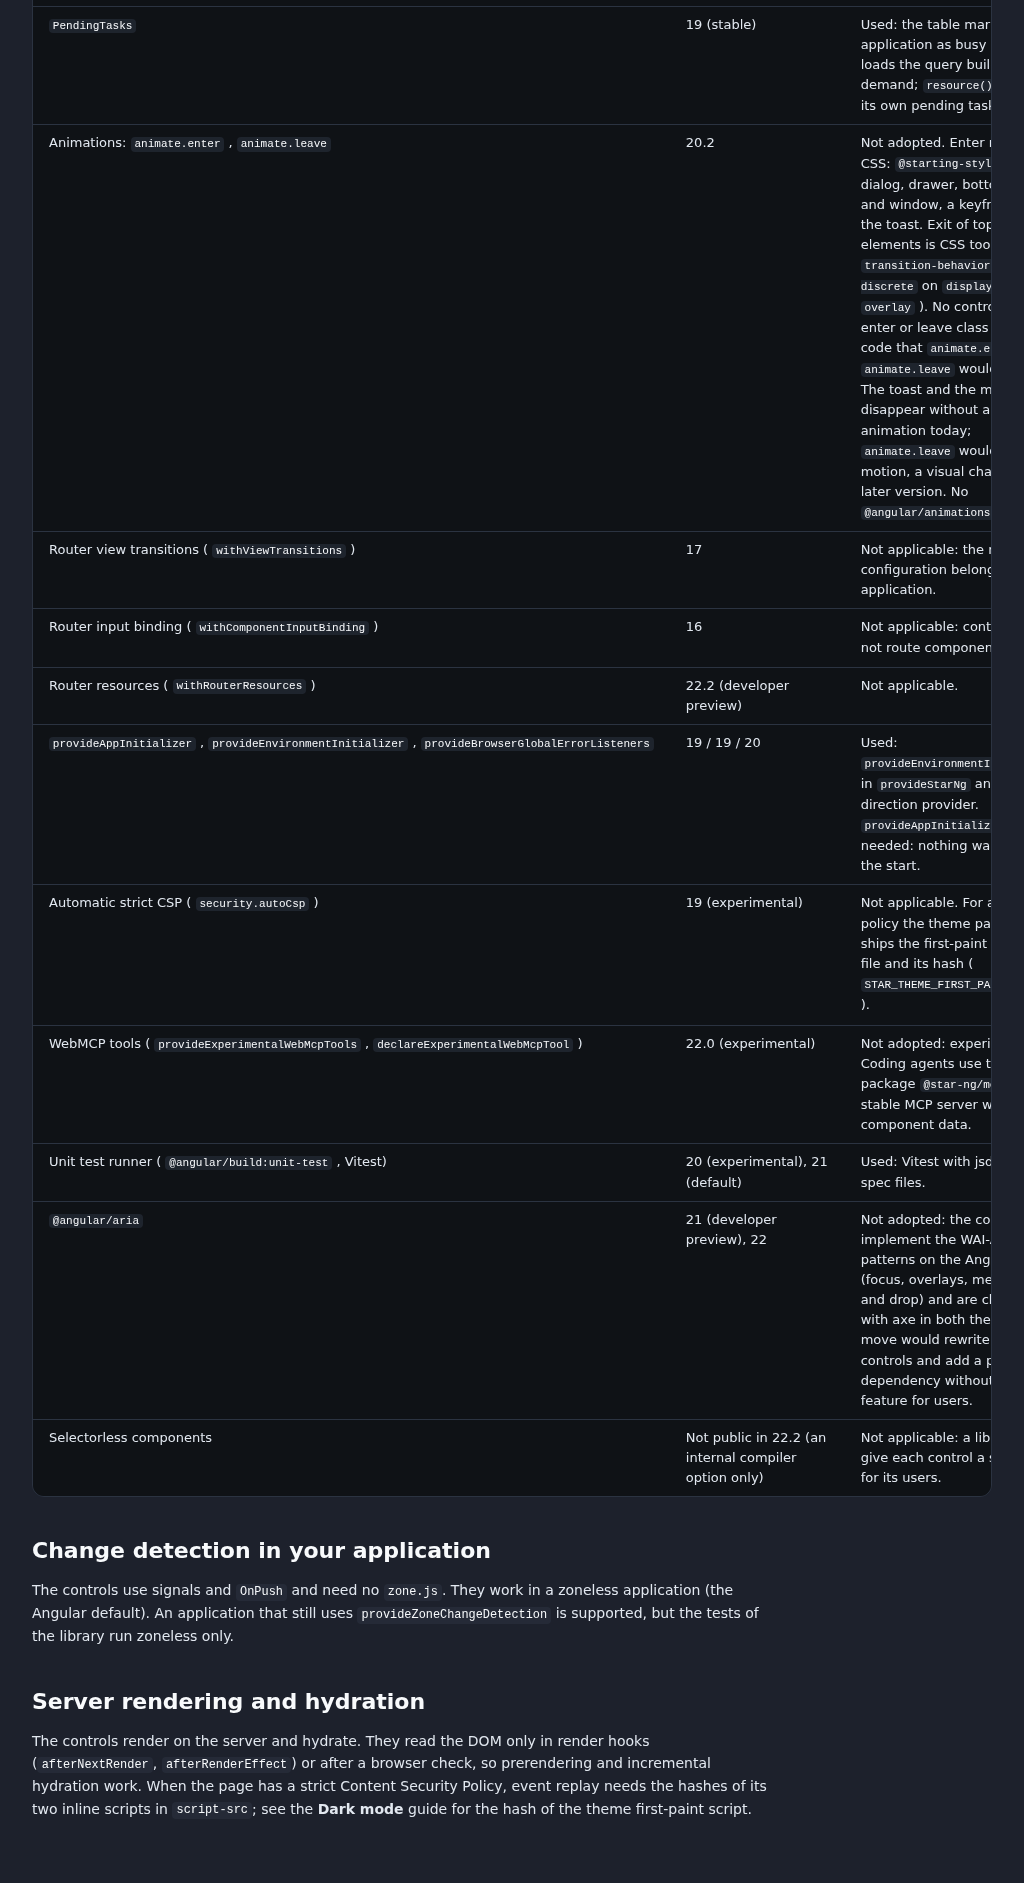 PendingTasks
19 (stable)
Used: the table mar
application as busy
loads the query buil
demand; resource()
its own pending task
Animations: animate.enter , animate.leave
20.2
Not adopted. Enter
CSS: @starting-styl
dialog, drawer, bott
and window, a keyfr
the toast. Exit of top
elements is CSS too
transition-behavior
discrete on display
overlay ). No contr
enter or leave class
code that animate.e
animate.leave woul
The toast and the m
disappear without a
animation today;
animate.leave woul
motion, a visual cha
later version. No
@angular/animations
Router view transitions ( withViewTransitions )
17
Not applicable: the
configuration belong
application.
Router input binding ( withComponentInputBinding )
16
Not applicable: cont
not route componen
Router resources ( withRouterResources )
22.2 (developer
preview)
Not applicable.
provideAppInitializer , provideEnvironmentInitializer , provideBrowserGlobalErrorListeners
19 / 19 / 20
Used:
provideEnvironmentI
in provideStarNg an
direction provider.
provideAppInitializ
needed: nothing wa
the start.
Automatic strict CSP ( security.autoCsp )
19 (experimental)
Not applicable. For a
policy the theme pa
ships the first-paint
file and its hash (
STAR_THEME_FIRST_PA
).
WebMCP tools ( provideExperimentalWebMcpTools , declareExperimentalWebMcpTool )
22.0 (experimental)
Not adopted: experi
Coding agents use t
package @star-ng/m
stable MCP server w
component data.
Unit test runner ( @angular/build:unit-test , Vitest)
20 (experimental), 21
(default)
Used: Vitest with jsd
spec files.
@angular/aria
21 (developer
preview), 22
Not adopted: the co
implement the WAI-
patterns on the Ang
(focus, overlays, me
and drop) and are c
with axe in both the
move would rewrite
controls and add a p
dependency without
feature for users.
Selectorless components
Not public in 22.2 (an
internal compiler
option only)
Not applicable: a lib
give each control a s
for its users.
Change detection in your application
The controls use signals and OnPush and need no zone.js. They work in a zoneless application (the
Angular default). An application that still uses provideZoneChangeDetection is supported, but the tests of
the library run zoneless only.
Server rendering and hydration
The controls render on the server and hydrate. They read the DOM only in render hooks
(afterNextRender, afterRenderEffect) or after a browser check, so prerendering and incremental
hydration work. When the page has a strict Content Security Policy, event replay needs the hashes of its
two inline scripts in script-src; see the Dark mode guide for the hash of the theme first-paint script.